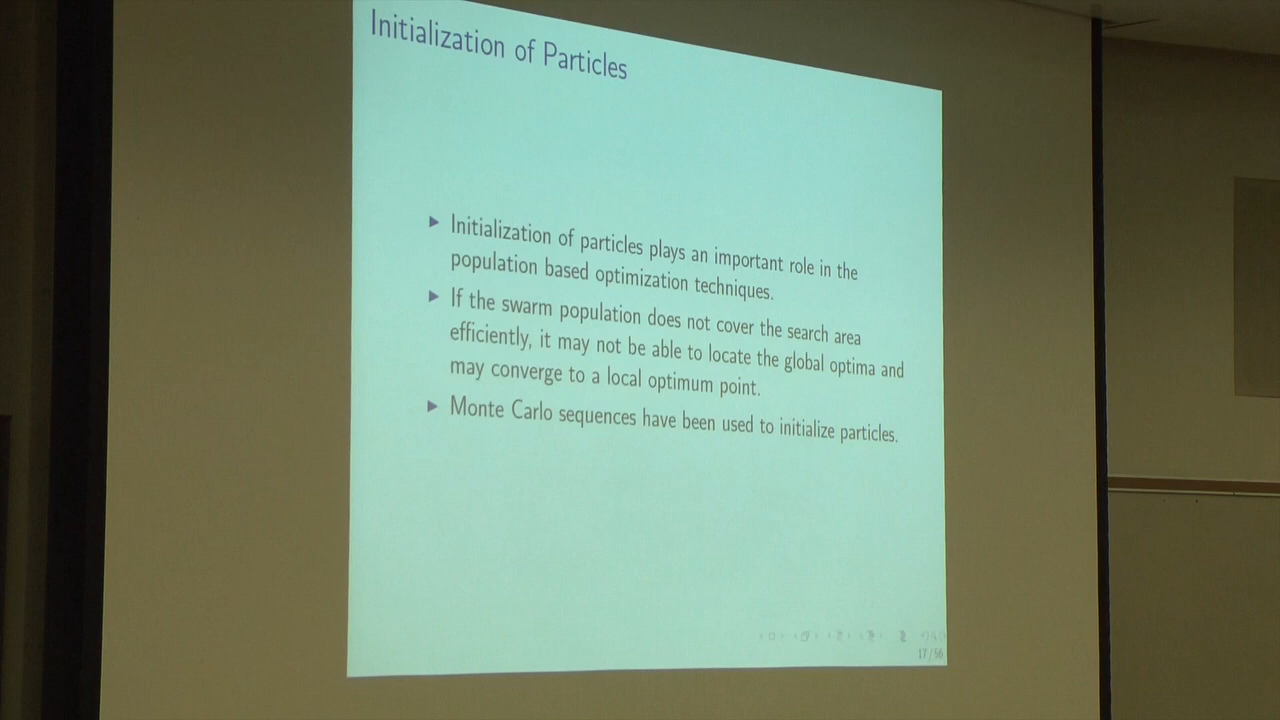 Initialization of Particles
Initialization of particles plays an important role in the
population based optimization techniques.
If the swarm population does not cover the search area
efficiently, it may not be able to locate the global optima and
may converge to a local optimum point.
Monte Carlo sequences have been used to initialize particles.
17/56